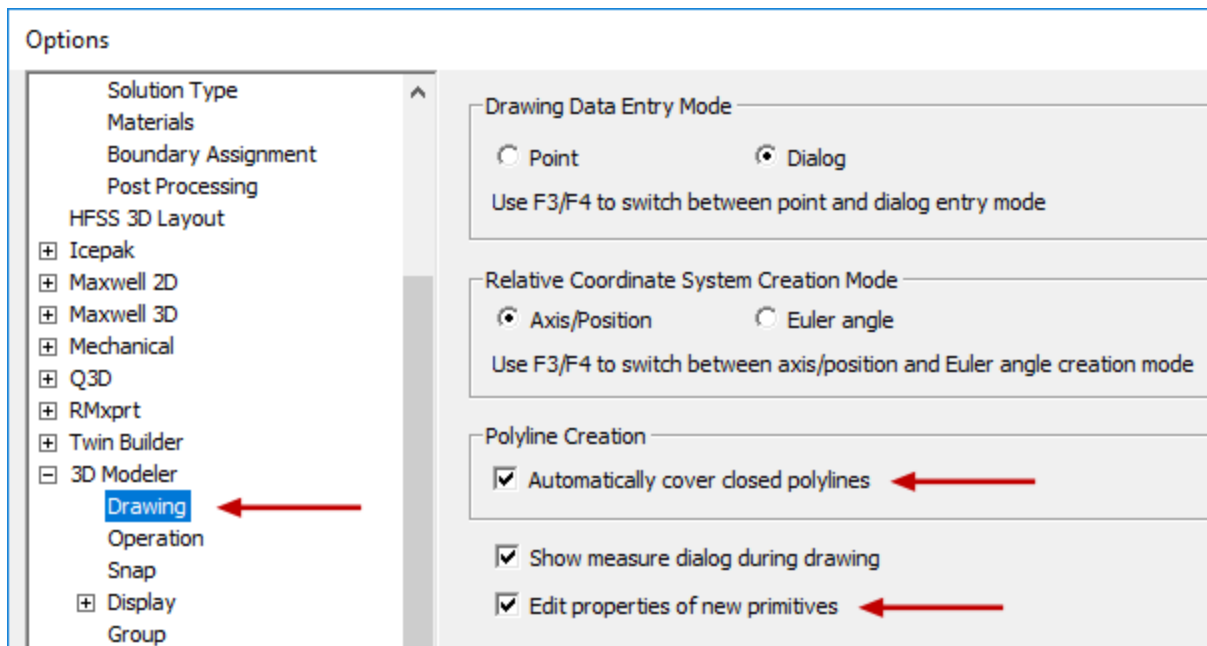 Options
Solution Type
Materials
Boundary Assignment
Post Processing
HFSS 3D Layout
Icepak
Maxwell 2D
Maxwell 3D
Mechanical
Q3D
RMxprt
Twin Builder
3D Modeler
Drawing
Operation
Snap
Display
Group
Drawing Data Entry Mode
Point Dialog
Use F3/F4 to switch between point and dialog entry mode
Relative Coordinate System Creation Mode
Axis/Position Euler angle
Use F3/F4 to switch between axis/position and Euler angle creation mode
Polyline Creation
Automatically cover closed polylines
Show measure dialog during drawing
Edit properties of new primitives